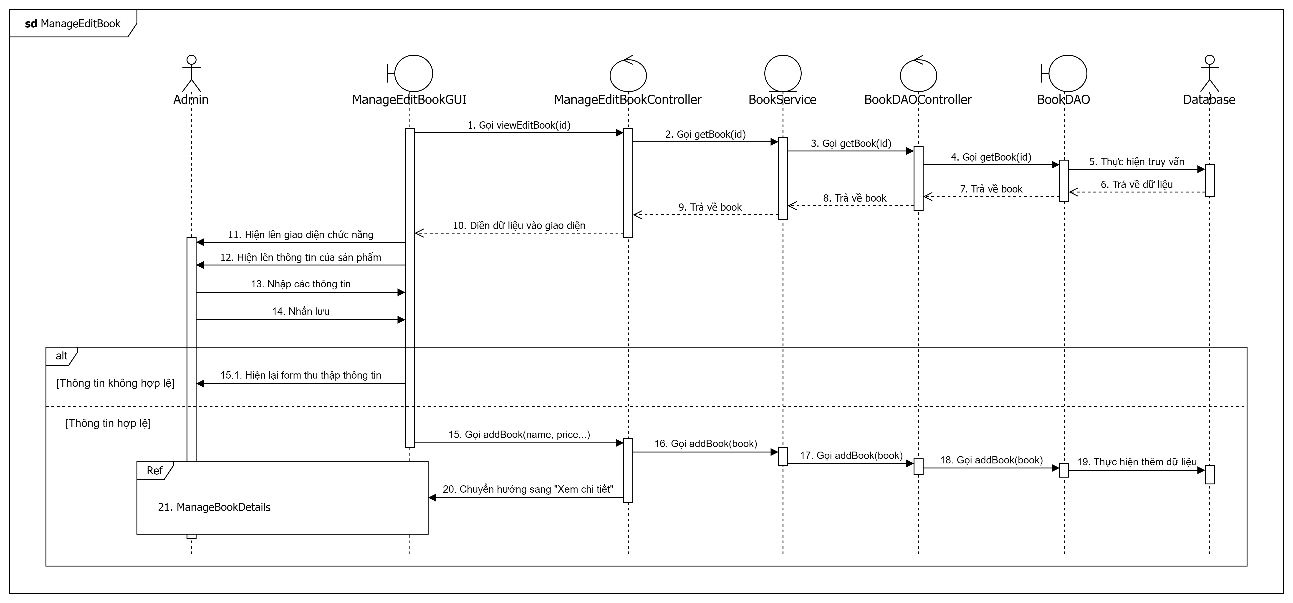 sd ManageEditBook
Admin
ManageEditBookGUI
ManageEditBookController
BookService
BookDAOController
BookDAO
Database
1. Gọi viewEditBook(id)
2. Gọi getBook(id)
3. Gọi getBook(id)
4. Gọi getBook(id)
5. Thực hiện truy vấn
6. Trả về dữ liệu
7. Trả về book
8. Trả về book
9. Trả về book
10. Diền dữ liệu vào giao diện
11. Hiện lên giao diện chức năng
12. Hiện lên thông tin của sản phẩm
13. Nhập các thông tin
14. Nhấn lưu
alt
[Thông tin không hợp lệ]
15.1. Hiện lại form thu thập thông tin
[Thông tin hợp lệ]
15. Gọi addBook(name, price...)
16. Gọi addBook(book)
17. Gọi addBook(book)
18. Gọi addBook(book)
19. Thực hiện thêm dữ liệu
20. Chuyển hướng sang "Xem chi tiết"
Ref
21. ManageBookDetails